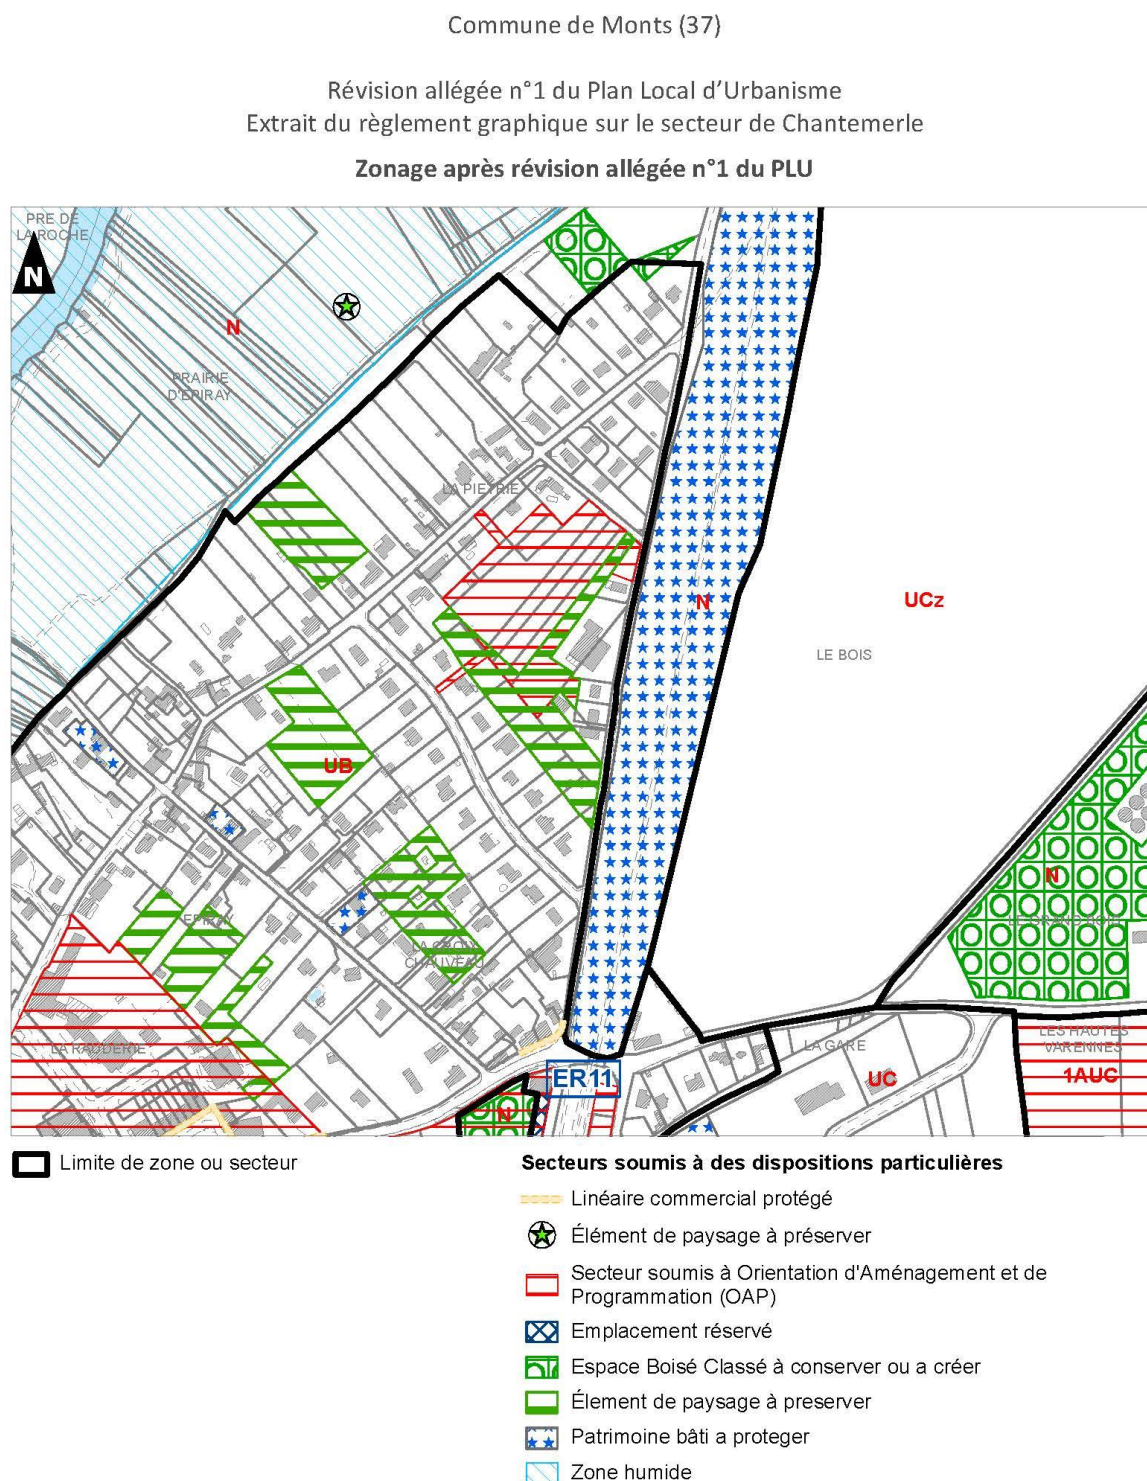 Commune de Monts (37)
Révision allégée n°1 du Plan Local d’Urbanisme
Extrait du règlement graphique sur le secteur de Chantemerle
Zonage après révision allégée n°1 du PLU
PRE DE
LA ROCHE
N
N
PRAIRIE
D'EPIRAY
LA PIETRIE
N
UCz
LE BOIS
UB
N
LE GRAND BOIS
EPIRAY
LA CROIX
CHAUVEAU
LA RAUDERIE
LA GARE
LES HAUTES
VARENNES
ER11
UC
1AUC
N
Limite de zone ou secteur
Secteurs soumis à des dispositions particulières
Linéaire commercial protégé
Élément de paysage à préserver
Secteur soumis à Orientation d'Aménagement et de
Programmation (OAP)
Emplacement réservé
Espace Boisé Classé à conserver ou a créer
Élement de paysage à preserver
Patrimoine bâti a proteger
Zone humide